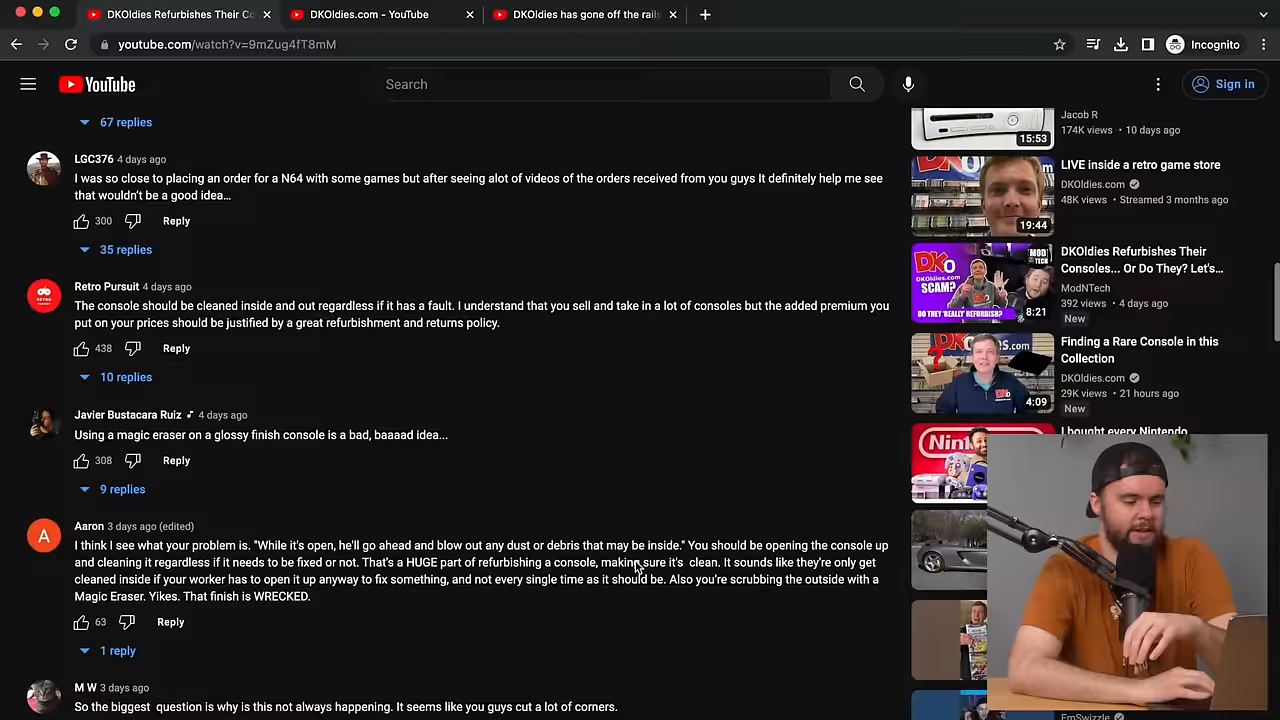 DKOldies Refurbishes Their Co
DKOldies.com - YouTube
DKOldies has gone off the rail
youtube.com/watch?v=9mZug4fT8mM
Incognito
YouTube
Search
Sign in
67 replies
LGC376 4 days ago
I was so close to placing an order for a N64 with some games but after seeing alot of videos of the orders received from you guys It definitely help me see
that wouldn't be a good idea…
300 Reply
35 replies
Retro Pursuit 4 days ago
The console should be cleaned inside and out regardless if it has a fault. I understand that you sell and take in a lot of consoles but the added premium you
put on your prices should be justified by a great refurbishment and returns policy.
438 Reply
10 replies
Javier Bustacara Ruiz 4 days ago
Using a magic eraser on a glossy finish console is a bad, baaaad idea...
308 Reply
9 replies
A
Aaron 3 days ago (edited)
I think I see what your problem is. "While it's open, he'll go ahead and blow out any dust or debris that may be inside." You should be opening the console up
and cleaning it regardless if it needs to be fixed or not. That's a HUGE part of refurbishing a console, making sure it's clean. It sounds like they're only get
cleaned inside if your worker has to open it up anyway to fix something, and not every single time as it should be. Also you're scrubbing the outside with a
Magic Eraser. Yikes. That finish is WRECKED.
63 Reply
1 reply
M W 3 days ago
So the biggest question is why is this not always happening. It seems like you guys cut a lot of corners.
15:53
Jacob R
174K views • 10 days ago
19:44
LIVE inside a retro game store
DKOldies.com
48K views • Streamed 3 months ago
DKO
DKOldies.com
SCAM?
MOD
TECH
DO THEY 'REALLY' REFURBISH?
8:21
DKOldies Refurbishes Their
Consoles... Or Do They? Let's…
ModNTech
392 views • 4 days ago
New
4:09
Finding a Rare Console in this
Collection
DKOldies.com
29K views • 21 hours ago
New
I bought every Nintendo
EmSwizzle